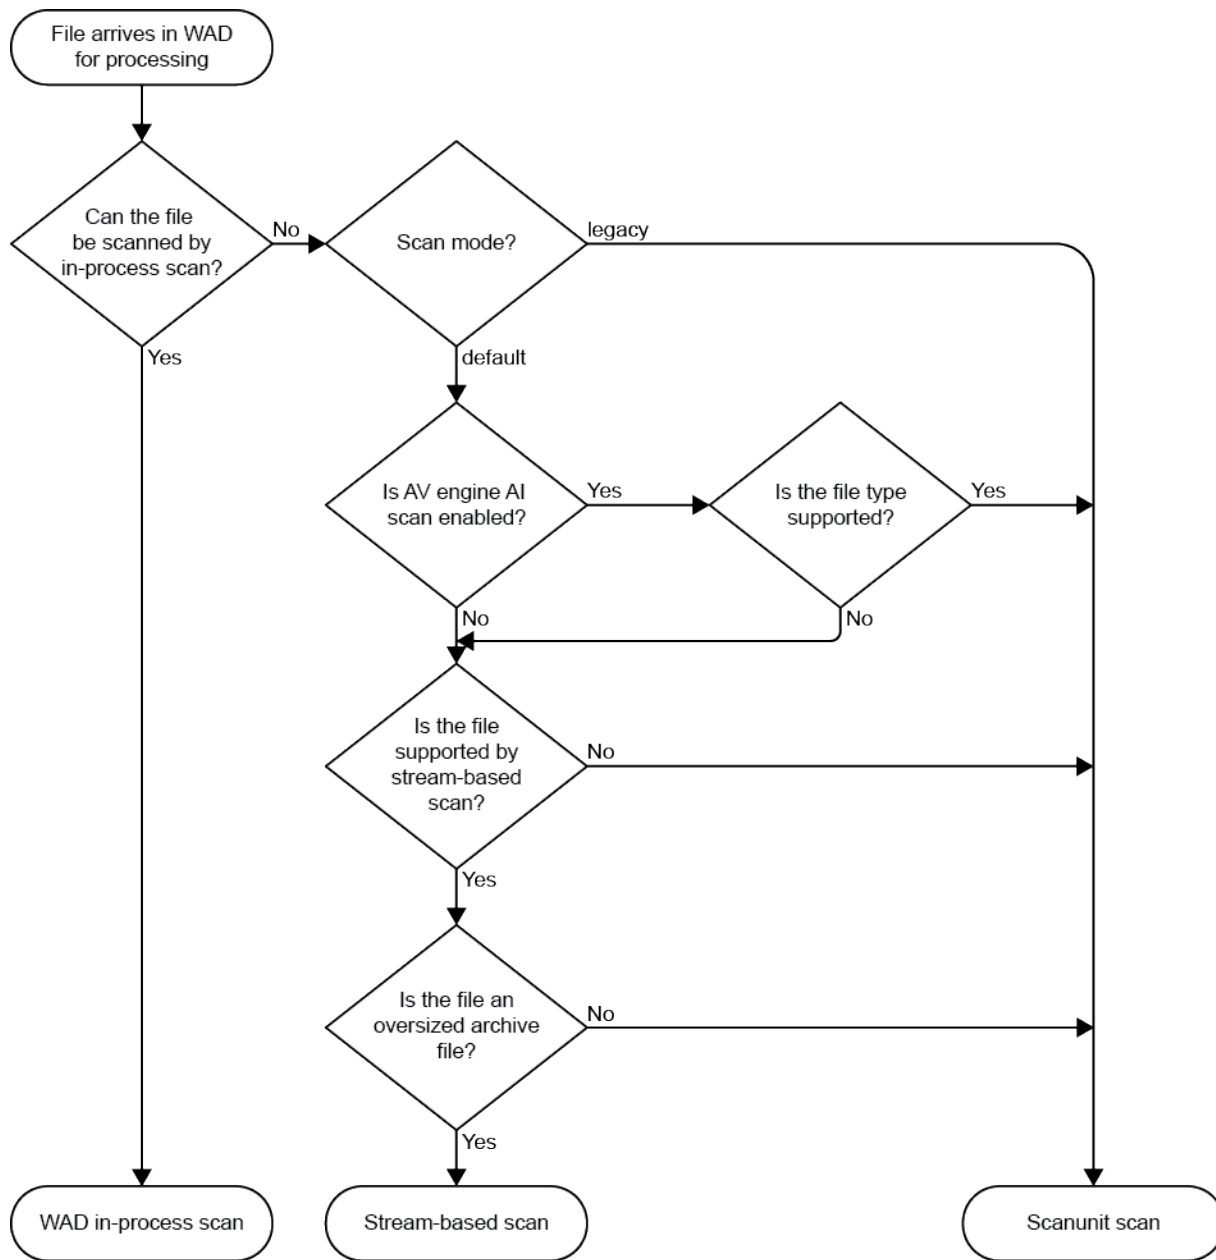 File arrives in WAD
for processing
Can the file
be scanned by
in-process scan?
No
Scan mode?
legacy
Yes
default
Is AV engine AI
scan enabled?
Yes
Is the file type
supported?
Yes
No
No
Is the file
supported by
stream-based
scan?
No
Yes
Is the file an
oversized archive
file?
No
Yes
WAD in-process scan
Stream-based scan
Scanunit scan